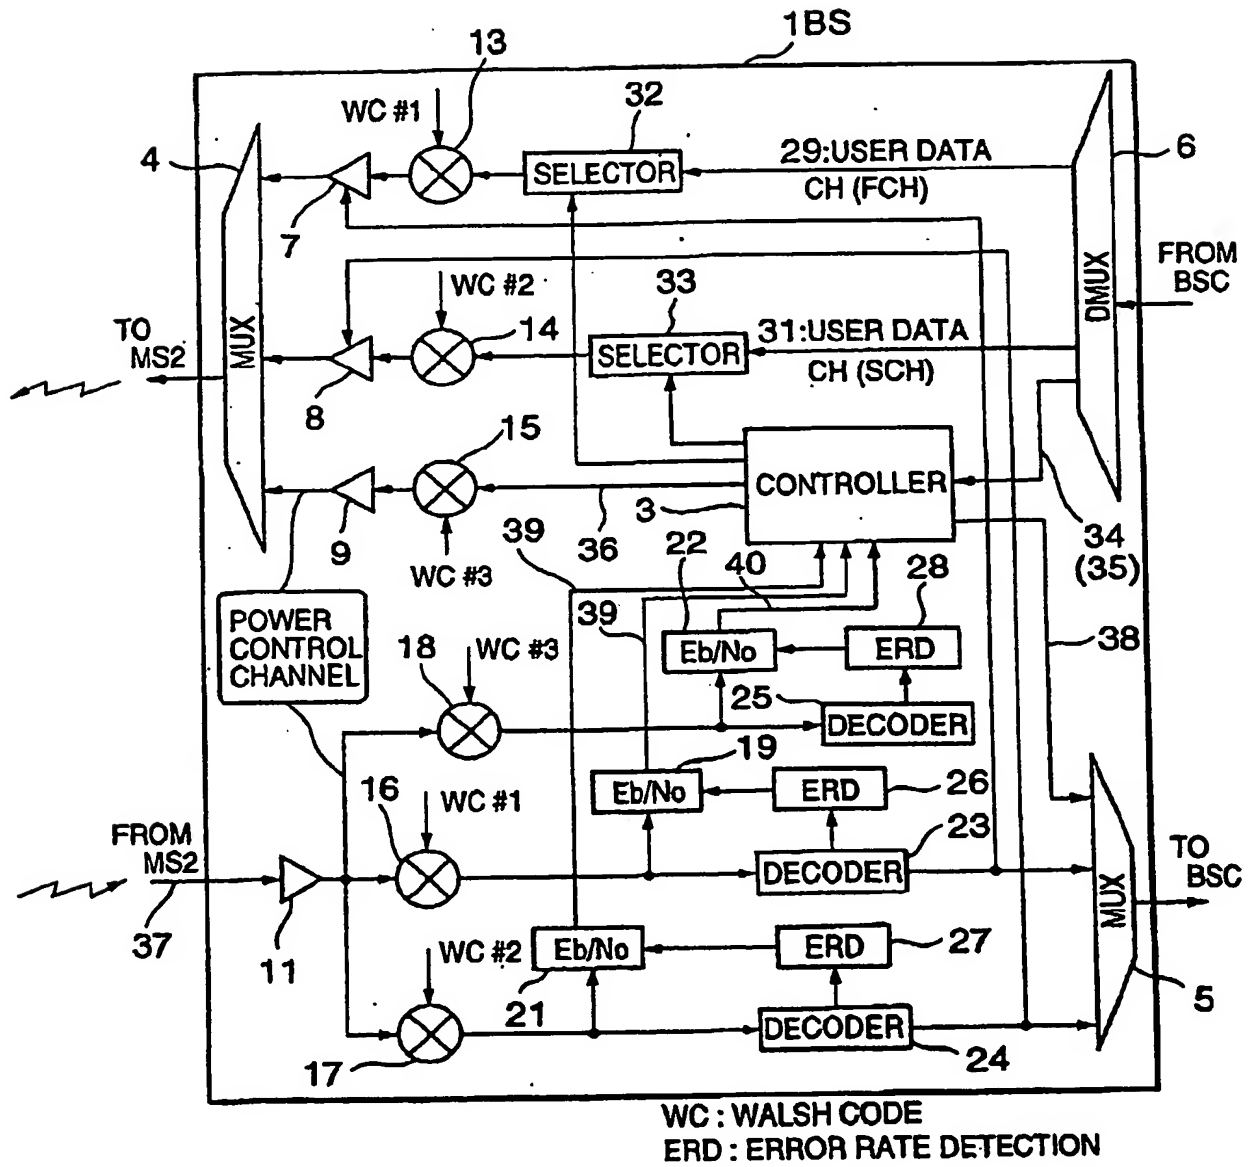 1BS
13
WC #1
32
4
SELECTOR
29:USER DATA
CH (FCH)
6
7
FROM
BSC
DMUX
WC #2
33
14
TO
MS2
MUX
SELECTOR
31:USER DATA
CH (SCH)
8
15
CONTROLLER
3
9
WC #3
36
39
22
40
28
34
(35)
POWER
CONTROL
CHANNEL
39
18
WC #3
Eb/No
ERD
38
25
DECODER
19
16
WC #1
Eb/No
ERD
26
FROM
MS2
23
DECODER
TO
BSC
MUX
37
11
WC #2
Eb/No
ERD
27
21
5
DECODER
17
24
WC : WALSH CODE
ERD : ERROR RATE DETECTION